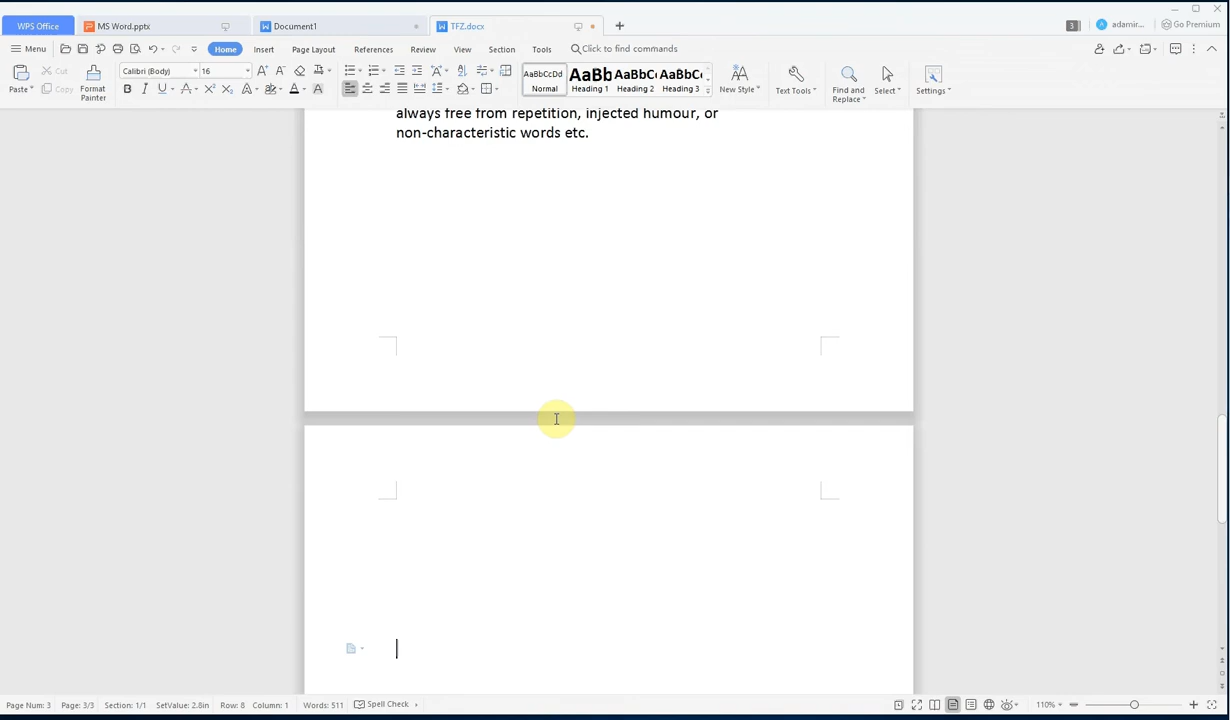 WPS Office MS Word.pptx Document1 TFZ.docx 3 adamir... Go Premium
Menu Home Insert Page Layout References Review View Section Tools Click to find commands
Cut Calibri (Body) 16 AaBbCcDd AaBb AaBbC AaBbC
Paste Copy Format Painter B I U Normal Heading 1 Heading 2 Heading 3 New Style Text Tools Find and Replace Select Settings
always free from repetition, injected humour, or
non-characteristic words etc.
Page Num: 3 Page: 3/3 Section: 1/1 SetValue: 2.8in Row: 8 Column: 1 Words: 511 Spell Check 110%